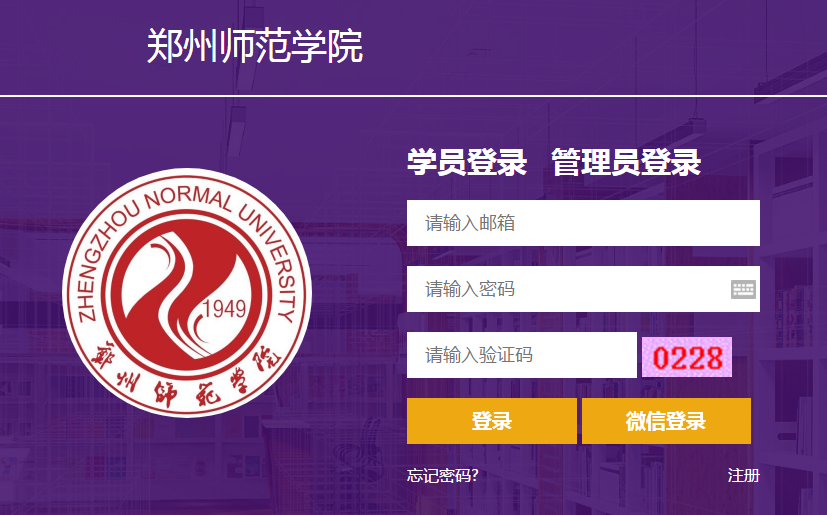 郑州师范学院
ZHENGZHOU NORMAL UNIVERSITY
1949
郑州师范学院
学员登录 管理员登录
请输入邮箱
请输入密码
请输入验证码
0228
登录 微信登录
忘记密码? 注册